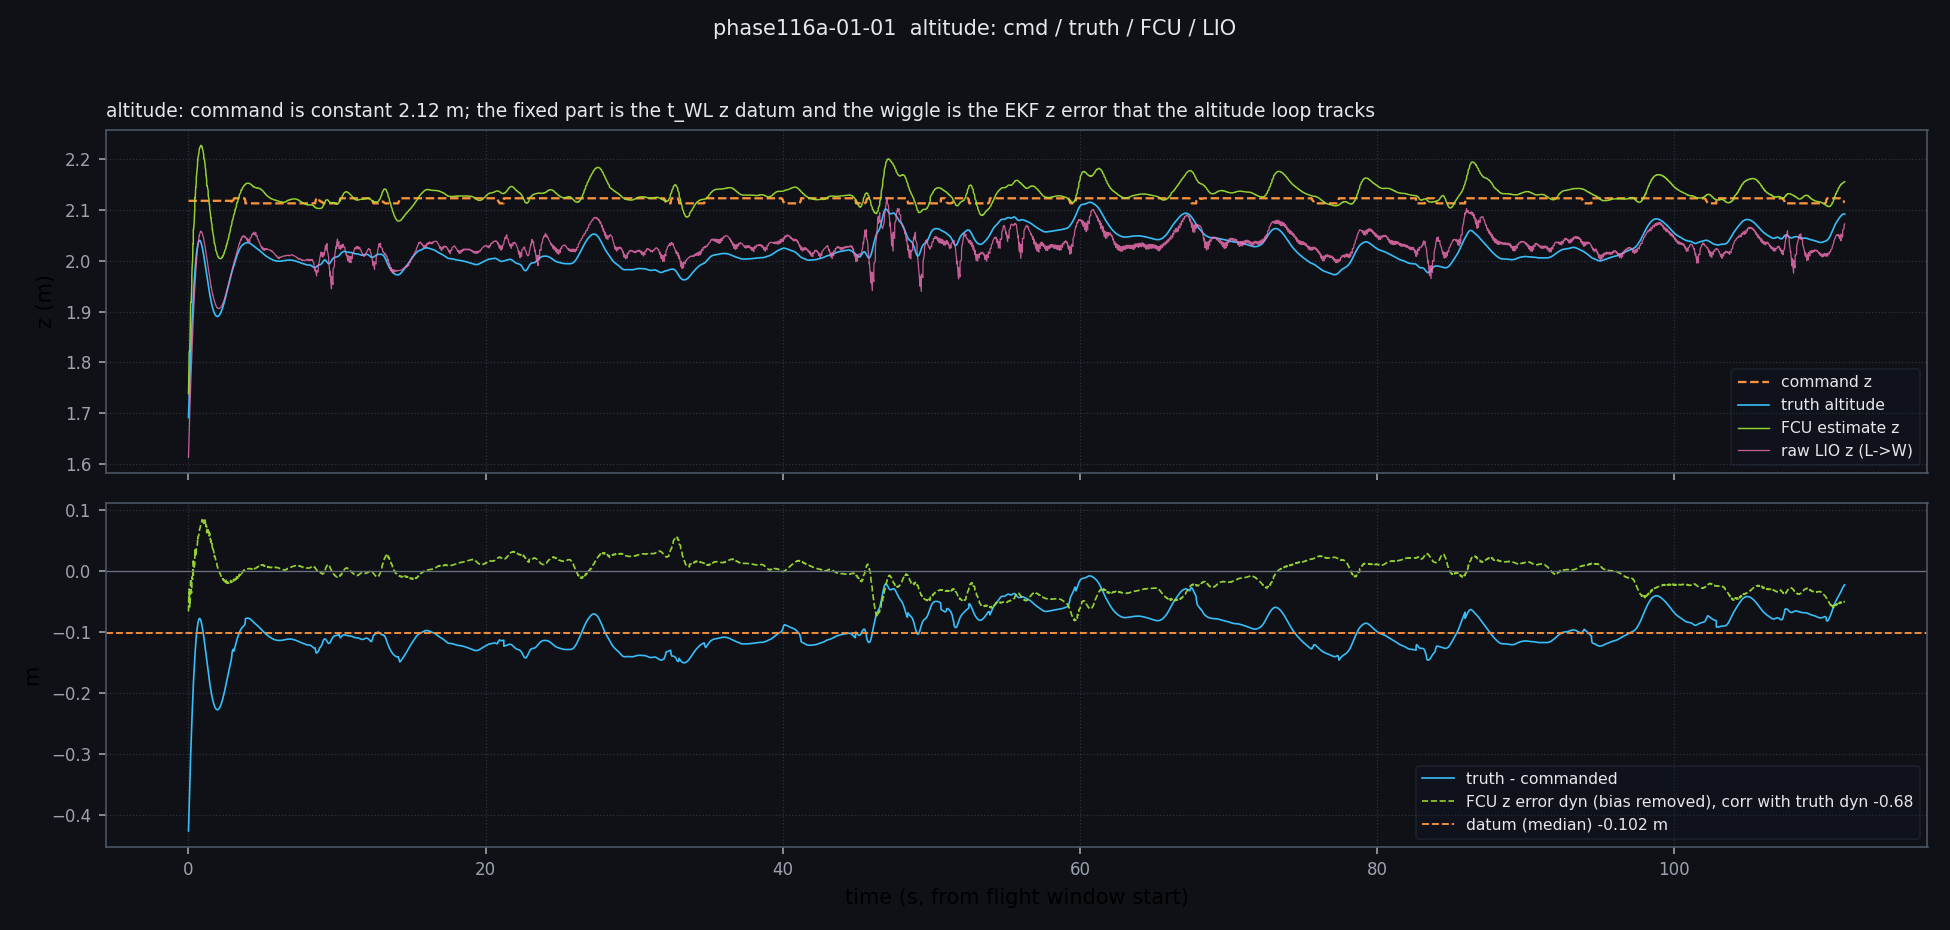 phase116a-01-01  altitude: cmd / truth / FCU / LIO
altitude: command is constant 2.12 m; the fixed part is the t_WL z datum and the wiggle is the EKF z error that the altitude loop tracks
z (m)
2.2
2.1
2.0
1.9
1.8
1.7
1.6
command z
truth altitude
FCU estimate z
raw LIO z (L->W)
m
0.1
0.0
−0.1
−0.2
−0.3
−0.4
truth - commanded
FCU z error dyn (bias removed), corr with truth dyn -0.68
datum (median) -0.102 m
0 20 40 60 80 100
time (s, from flight window start)